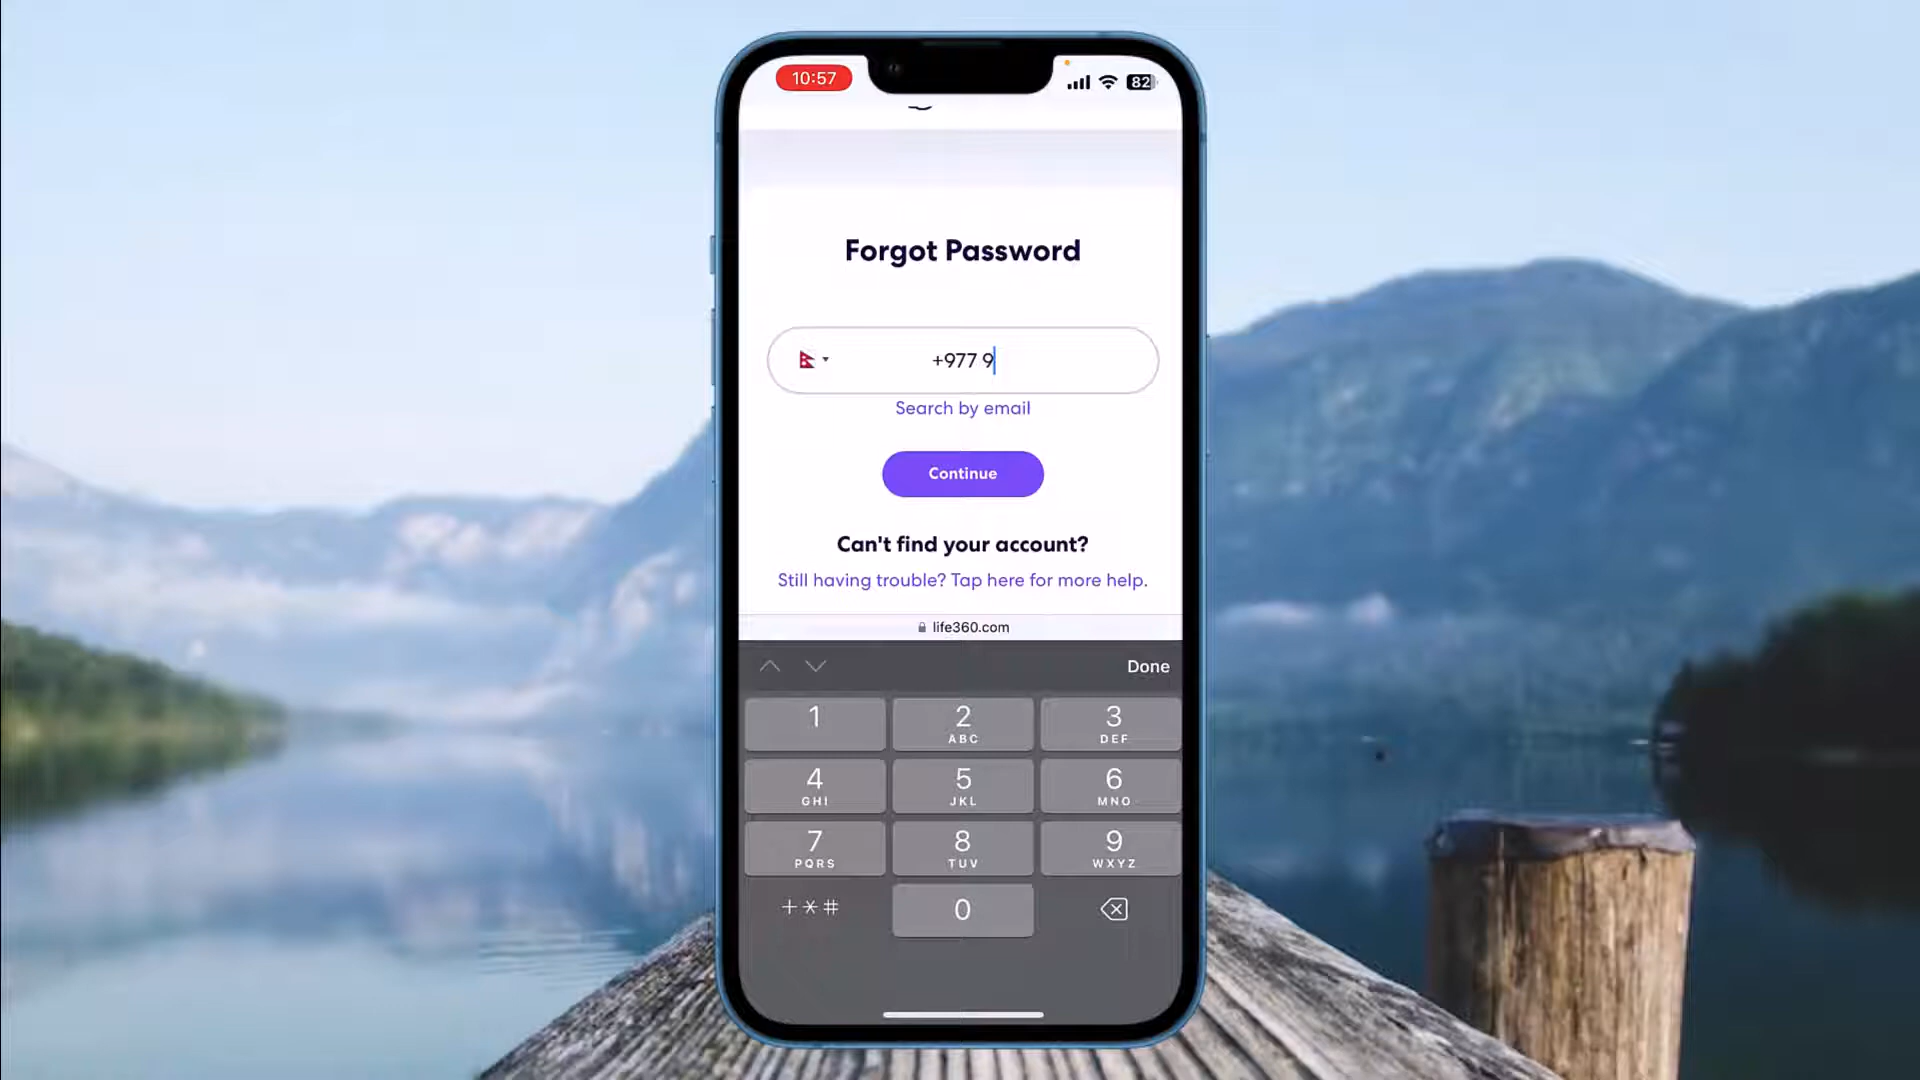 10:57
82
Forgot Password
+977 9
Search by email
Continue
Can't find your account?
Still having trouble? Tap here for more help.
life360.com
Done
1
2
ABC
3
DEF
4
GHI
5
JKL
6
MNO
7
PQRS
8
TUV
9
WXYZ
+*#
0